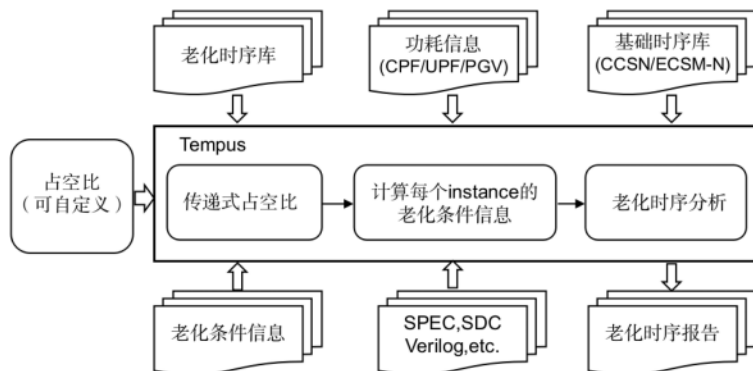 老化时序库
功耗信息
(CPF/UPF/PGV)
基础时序库
(CCSN/ECSM-N)
Tempus
占空比
（可自定义）
传递式占空比
计算每个instance的
老化条件信息
老化时序分析
老化条件信息
SPEC,SDC
Verilog,etc.
老化时序报告